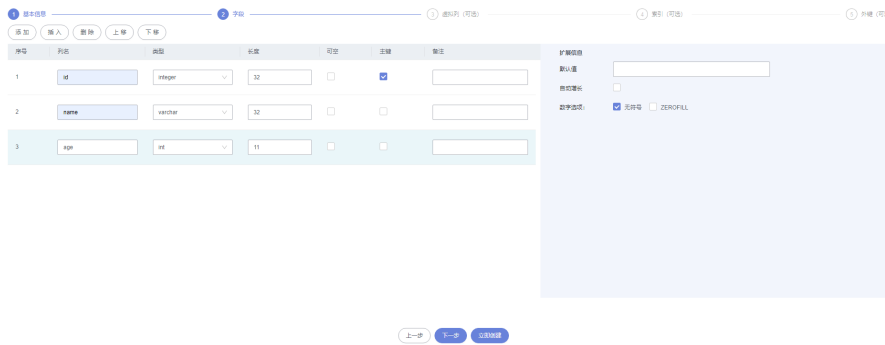 1 基本信息 2 字段 3 虚拟列（可选） 4 索引（可选） 5 外键（可
添加 插入 删除 上移 下移
序号 列名 类型 长度 可空 主键 备注
1 id integer 32
2 name varchar 32
3 age int 11
扩展信息
默认值
自动增长
数字选项： 无符号 ZEROFILL
上一步 下一步 立即创建